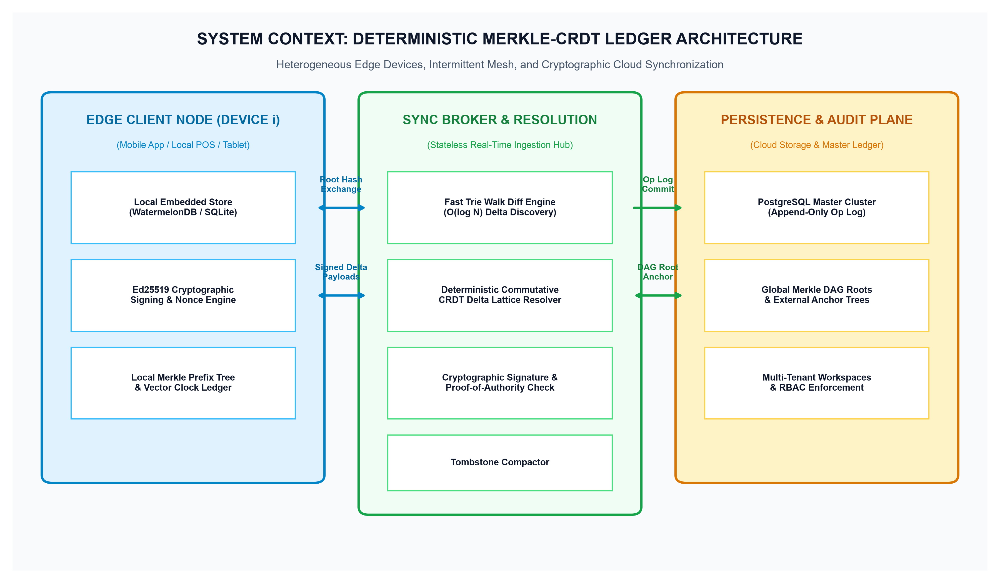 SYSTEM CONTEXT: DETERMINISTIC MERKLE-CRDT LEDGER ARCHITECTURE
Heterogeneous Edge Devices, Intermittent Mesh, and Cryptographic Cloud Synchronization
EDGE CLIENT NODE (DEVICE i)
(Mobile App / Local POS / Tablet)
Local Embedded Store
(WatermelonDB / SQLite)
Ed25519 Cryptographic
Signing & Nonce Engine
Local Merkle Prefix Tree
& Vector Clock Ledger
Root Hash
Exchange
Signed Delta
Payloads
SYNC BROKER & RESOLUTION
(Stateless Real-Time Ingestion Hub)
Fast Trie Walk Diff Engine
(O(log N) Delta Discovery)
Deterministic Commutative
CRDT Delta Lattice Resolver
Cryptographic Signature &
Proof-of-Authority Check
Tombstone Compactor
Op Log
Commit
DAG Root
Anchor
PERSISTENCE & AUDIT PLANE
(Cloud Storage & Master Ledger)
PostgreSQL Master Cluster
(Append-Only Op Log)
Global Merkle DAG Roots
& External Anchor Trees
Multi-Tenant Workspaces
& RBAC Enforcement